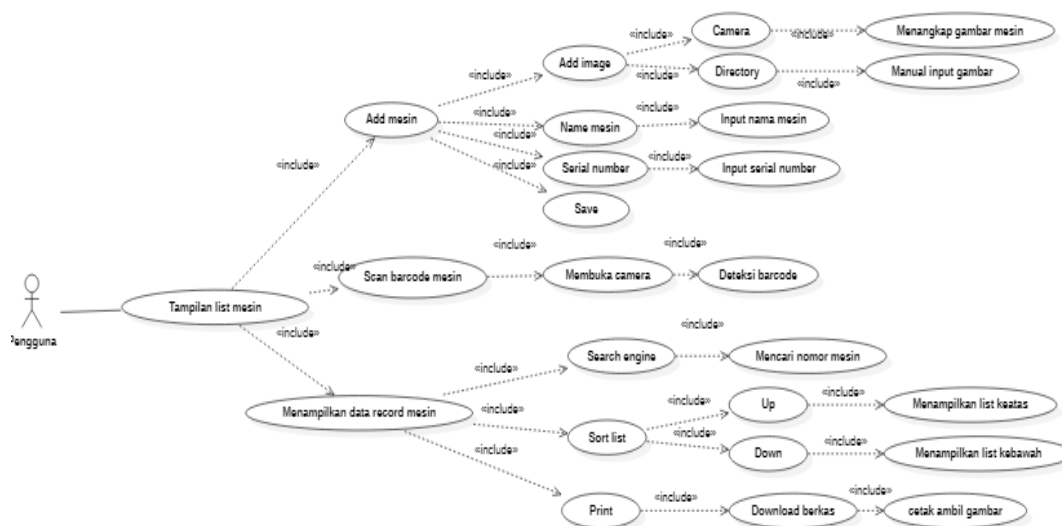 «include»
Camera
«include»
Menangkap gambar mesin
Add image
«include»
Directory
«include»
Manual input gambar
«include»
Add mesin
«include»
Name mesin
«include»
Input nama mesin
«include»
Serial number
«include»
Input serial number
«include»
Save
«include»
«include»
Scan barcode mesin
«include»
Membuka camera
«include»
Deteksi barcode
Pengguna
Tampilan list mesin
«include»
Menampilkan data record mesin
«include»
Search engine
«include»
Mencari nomor mesin
«include»
Sort list
«include»
Up
«include»
Menampilkan list keatas
«include»
Down
«include»
Menampilkan list kebawah
«include»
Print
«include»
Download berkas
«include»
cetak ambil gambar